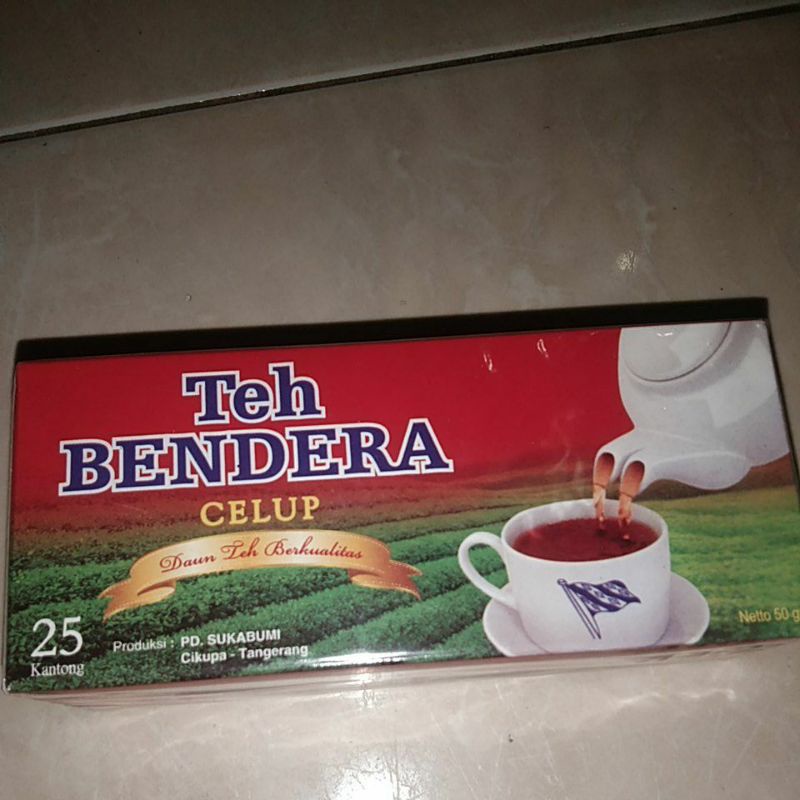 Teh
BENDERA
CELUP
Daun Teh Berkualitas
25
Kantong
Produksi : PD. SUKABUMI
Cikupa - Tangerang
Netto 50 g